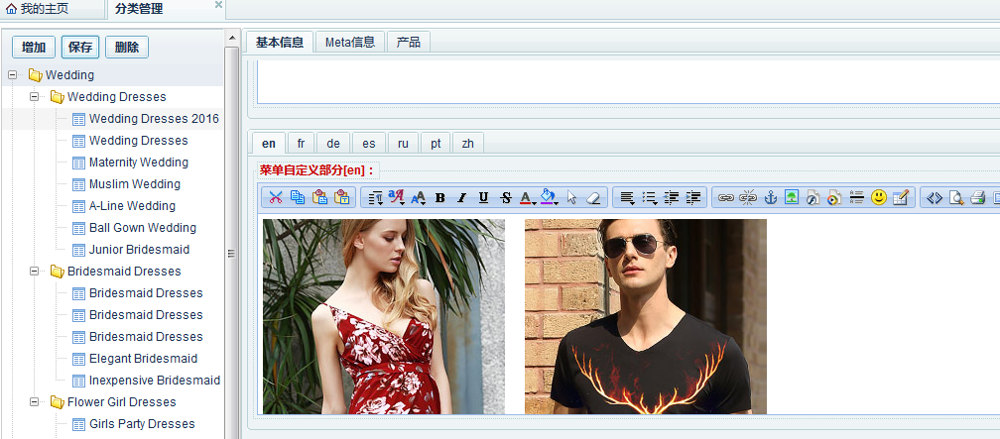 我的主页
分类管理
增加 保存 删除
Wedding
Wedding Dresses
Wedding Dresses 2016
Wedding Dresses
Maternity Wedding
Muslim Wedding
A-Line Wedding
Ball Gown Wedding
Junior Bridesmaid
Bridesmaid Dresses
Bridesmaid Dresses
Bridesmaid Dresses
Bridesmaid Dresses
Elegant Bridesmaid
Inexpensive Bridesmaid
Flower Girl Dresses
Girls Party Dresses
基本信息 Meta信息 产品
en fr de es ru pt zh
菜单自定义部分[en]：